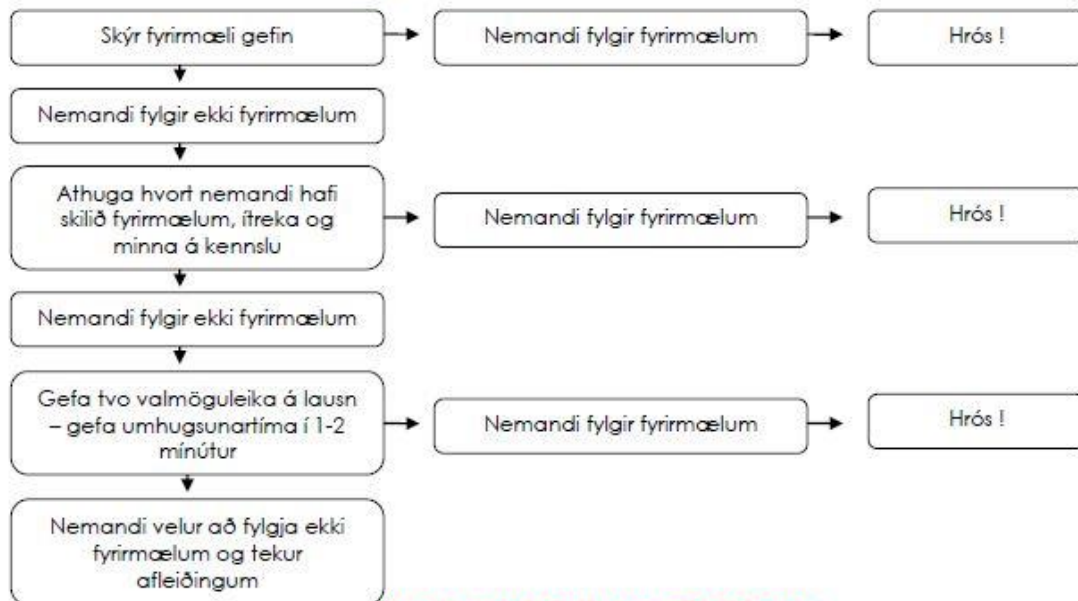 Skýr fyrirmæli gefin
Nemandi fylgir fyrirmælum
Hrós !
Nemandi fylgir ekki fyrirmælum
Athuga hvort nemandi hafi
skilið fyrirmælum, ítreka og
minna á kennslu
Nemandi fylgir fyrirmælum
Hrós !
Nemandi fylgir ekki fyrirmælum
Gefa tvo valmöguleika á lausn
– gefa umhugsunartíma í 1-2
mínútur
Nemandi fylgir fyrirmælum
Hrós !
Nemandi velur að fylgja ekki
fyrirmælum og tekur
afleiðingum